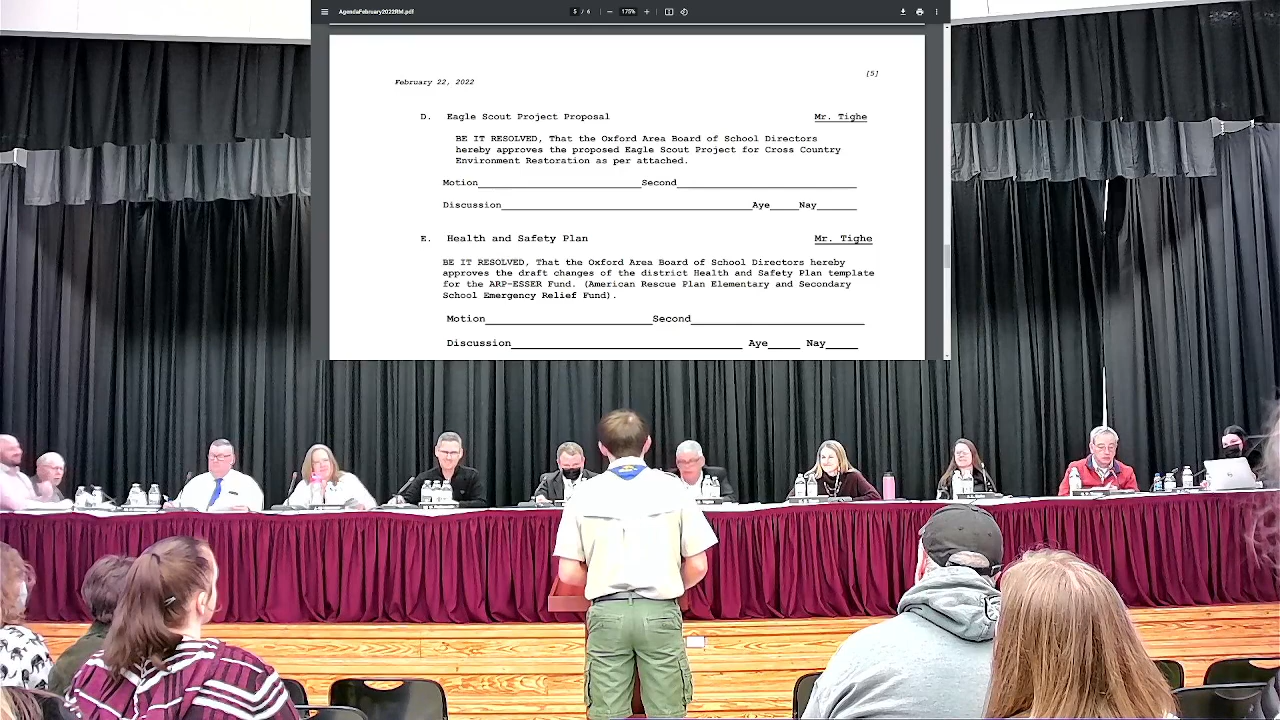 AgendaFebruary2022RM.pdf
5 / 6
175%
February 22, 2022
[5]
D. Eagle Scout Project Proposal Mr. Tighe
BE IT RESOLVED, That the Oxford Area Board of School Directors
hereby approves the proposed Eagle Scout Project for Cross Country
Environment Restoration as per attached.
Motion Second
Discussion Aye Nay
E. Health and Safety Plan Mr. Tighe
BE IT RESOLVED, That the Oxford Area Board of School Directors hereby
approves the draft changes of the district Health and Safety Plan template
for the ARP-ESSER Fund. (American Rescue Plan Elementary and Secondary
School Emergency Relief Fund).
Motion Second
Discussion Aye Nay